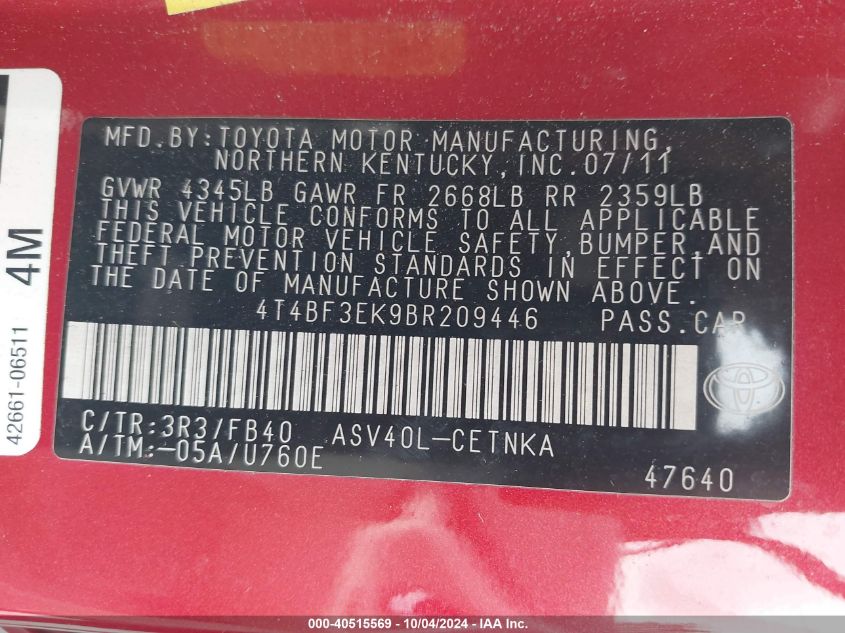 MFD.BY:TOYOTA MOTOR MANUFACTURING,
NORTHERN KENTUCKY,INC.07/11
GVWR 4345LB GAWR FR 2668LB RR 2359LB
THIS VEHICLE CONFORMS TO ALL APPLICABLE
FEDERAL MOTOR VEHICLE SAFETY,BUMPER,AND
THEFT PREVENTION STANDARDS IN EFFECT ON
THE DATE OF MANUFACTURE SHOWN ABOVE.
4T4BF3EK9BR209446 PASS.CAR
C/TR:3R3/FB40 ASV40L-CETNKA
A/TM:-05A/U760E
47640
4M
42661-06511
000-40515569 - 10/04/2024 - IAAI.COM